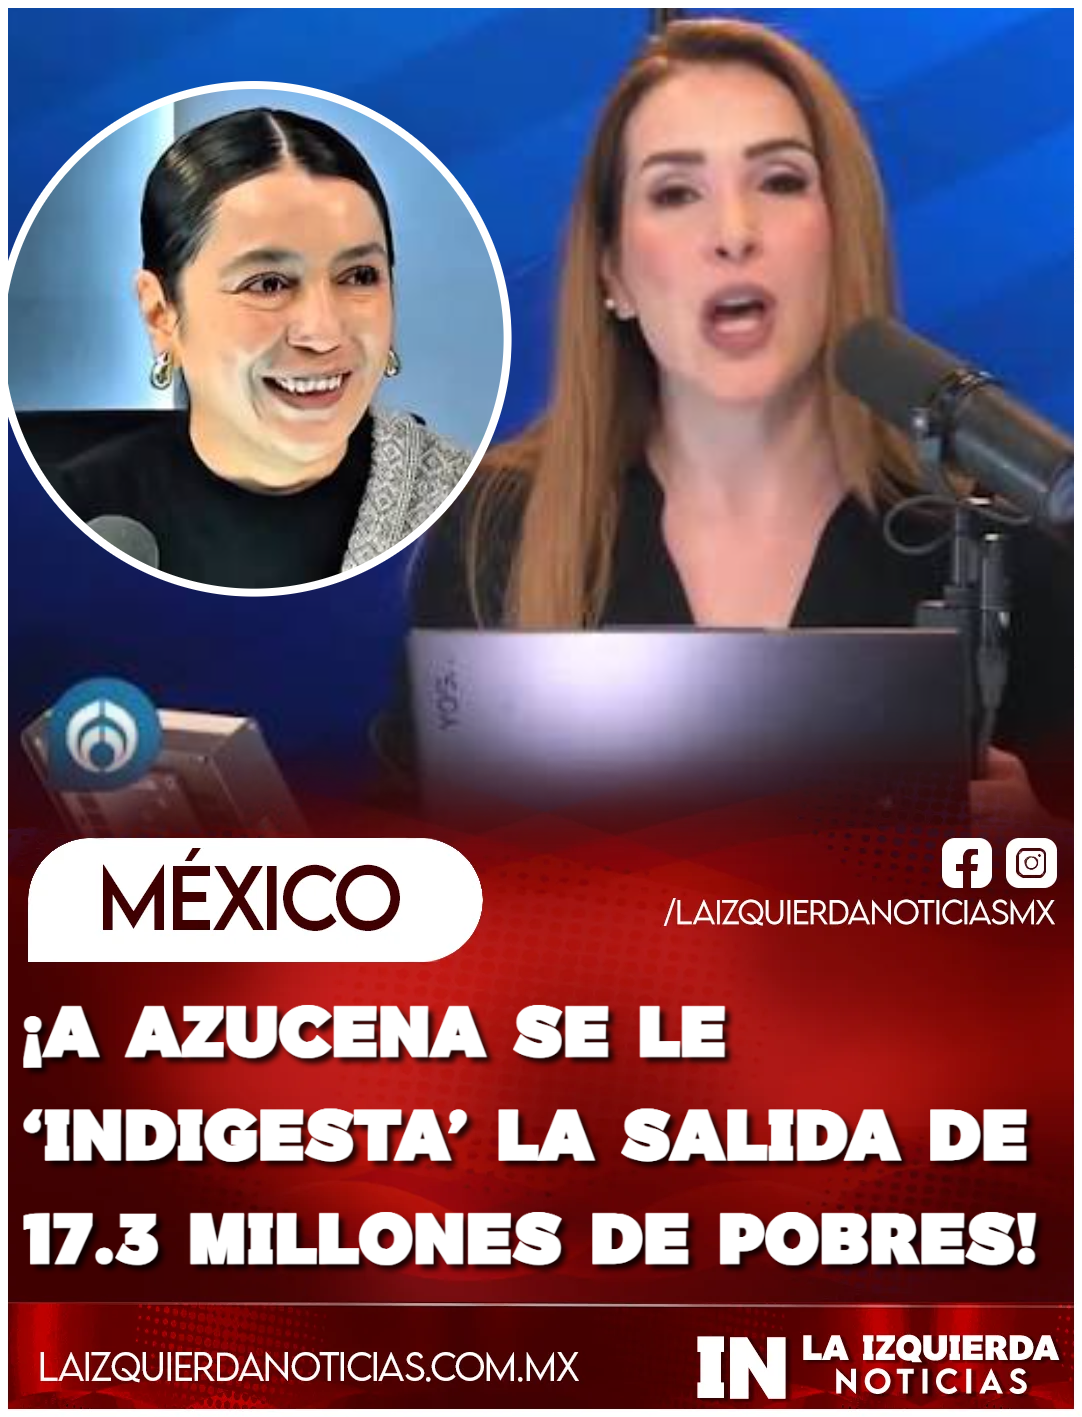 YOGA
MÉXICO
/LAIZQUIERDANOTICIASMX
¡A AZUCENA SE LE
‘INDIGESTA’ LA SALIDA DE
17.3 MILLONES DE POBRES!
LAIZQUIERDANOTICIAS.COM.MX
IN
LA IZQUIERDA
NOTICIAS